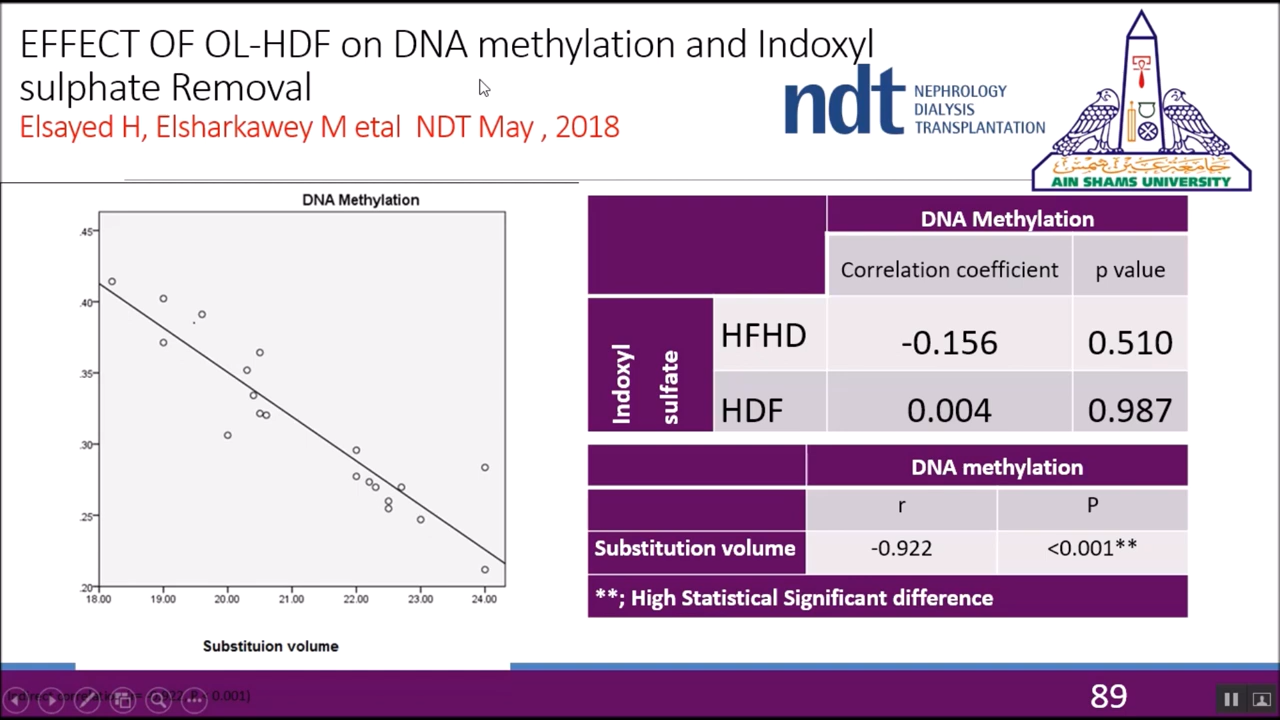 EFFECT OF OL-HDF on DNA methylation and Indoxyl
sulphate Removal
Elsayed H, Elsharkawey M etal NDT May , 2018
ndt
NEPHROLOGY
DIALYSIS
TRANSPLANTATION
جامعة عين شمس
AIN SHAMS UNIVERSITY
DNA Methylation
.45
.40
.35
.30
.25
.20
18.00 19.00 20.00 21.00 22.00 23.00 24.00
Substituion volume
DNA Methylation
Correlation coefficient p value
Indoxyl
sulfate
HFHD -0.156 0.510
HDF 0.004 0.987
DNA methylation
r P
Substitution volume -0.922 <0.001**
**; High Statistical Significant difference
89